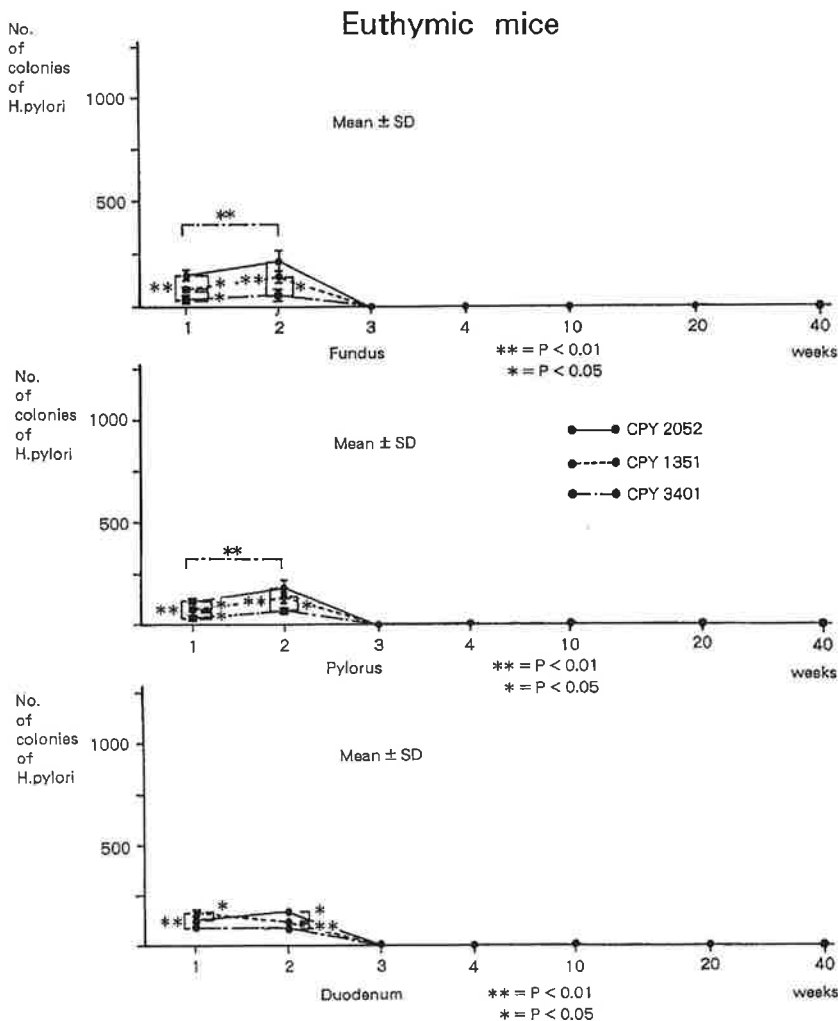 Euthymic mice
No.
of
colonies
of
H.pylori
1000
500
Mean ± SD
**
** * ** *
*
1 2 3 4 10 20 40
Fundus
weeks
** = P < 0.01
* = P < 0.05
No.
of
colonies
of
H.pylori
1000
500
Mean ± SD
CPY 2052
CPY 1351
CPY 3401
**
** * ** *
*
1 2 3 4 10 20 40
Pylorus
weeks
** = P < 0.01
* = P < 0.05
No.
of
colonies
of
H.pylori
1000
500
Mean ± SD
* *
** **
1 2 3 4 10 20 40
Duodenum
weeks
** = P < 0.01
* = P < 0.05